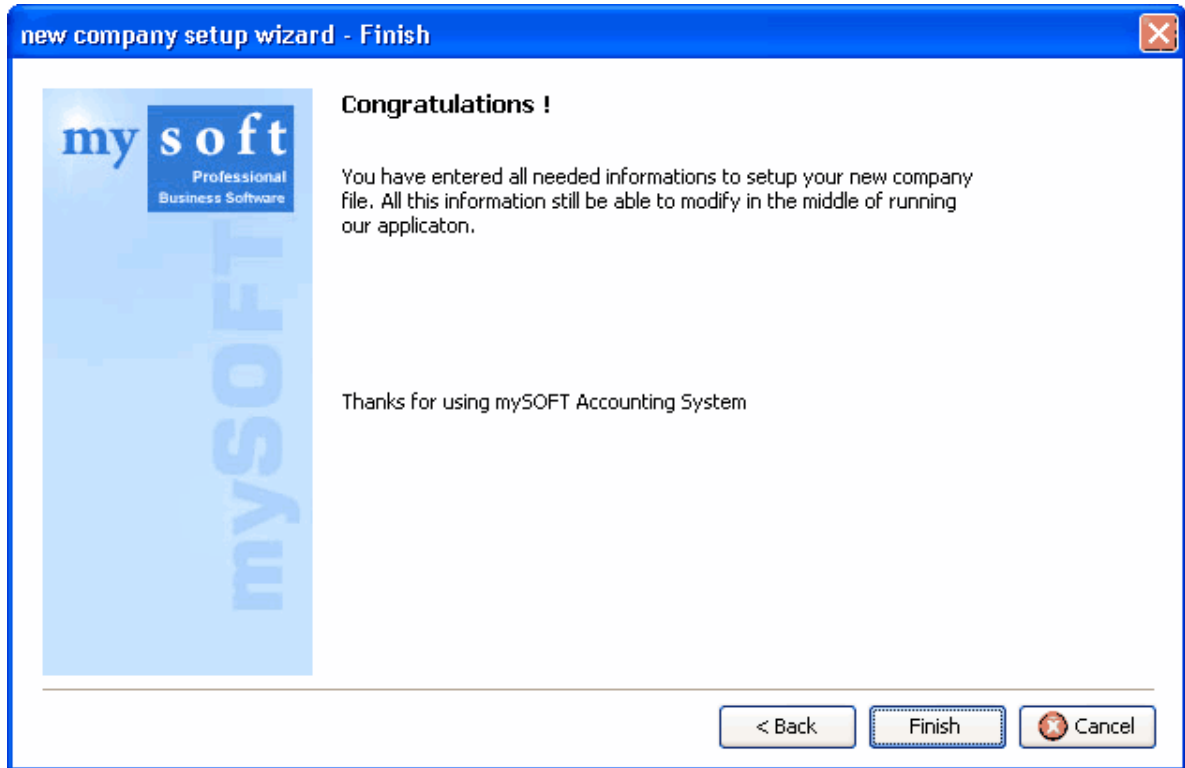 new company setup wizard - Finish
my soft
Professional
Business Software
mySOFT
Congratulations !
You have entered all needed informations to setup your new company
file. All this information still be able to modify in the middle of running
our applicaton.
Thanks for using mySOFT Accounting System
< Back
Finish
Cancel